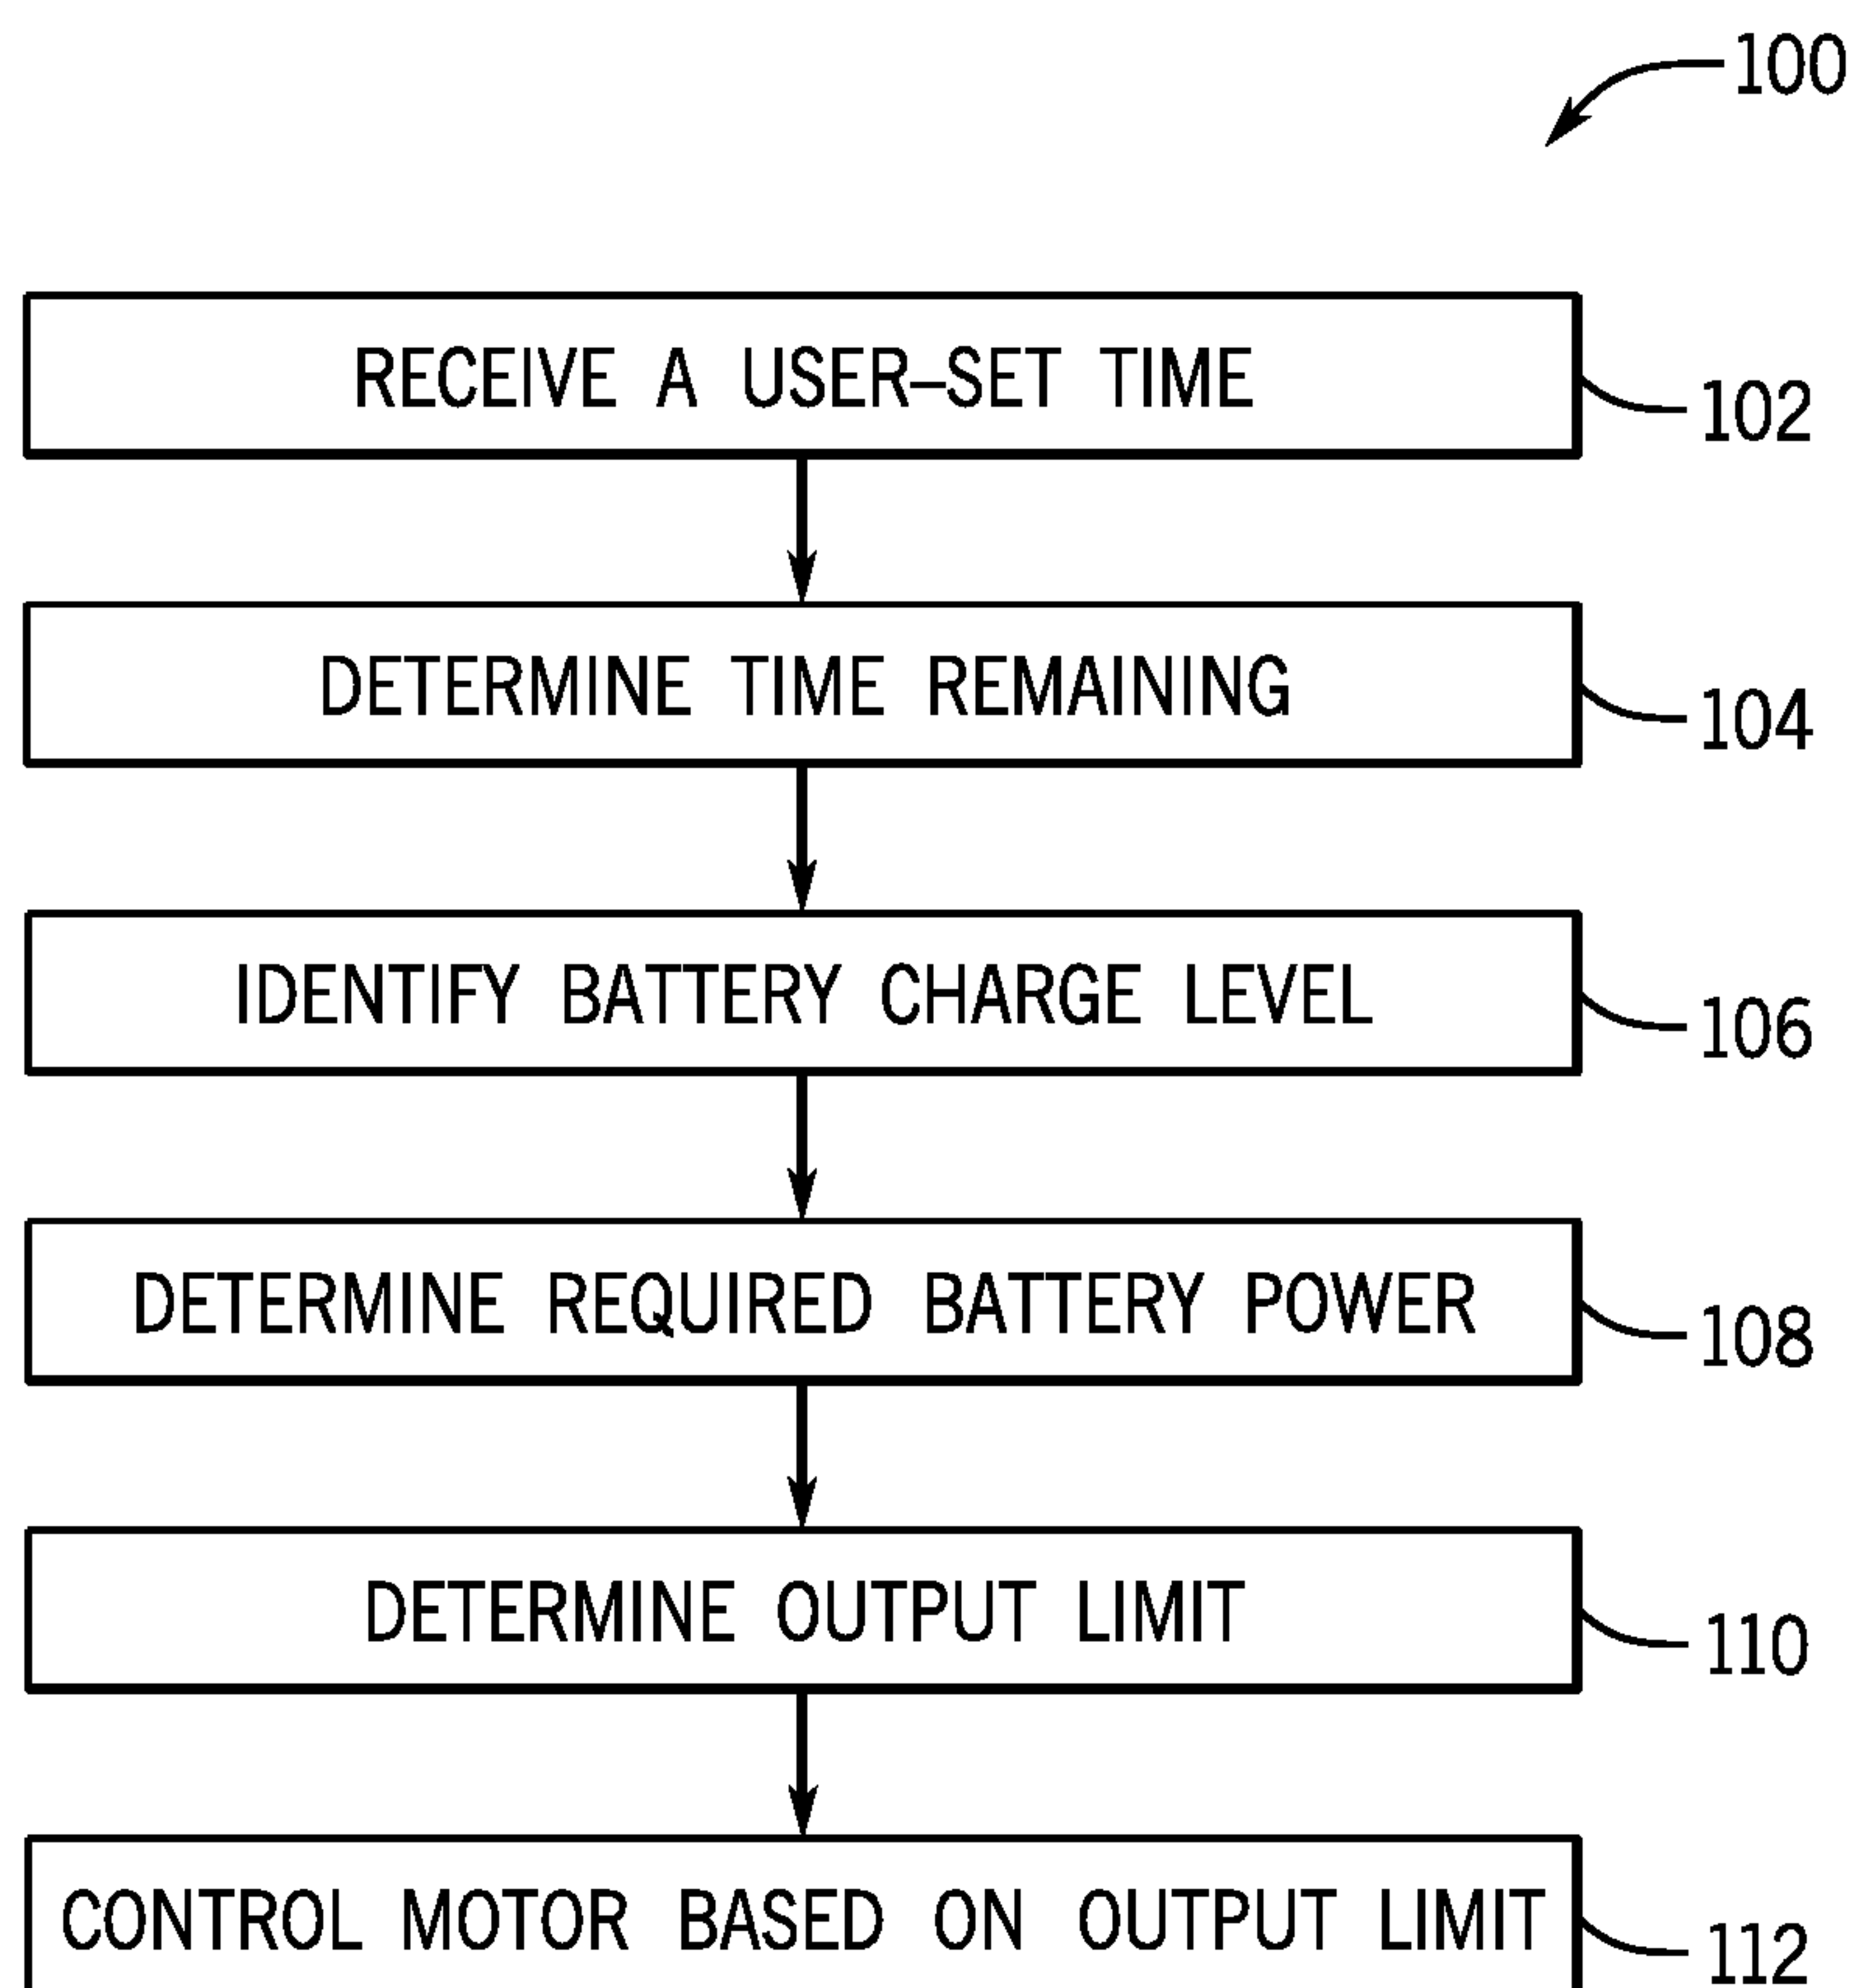 100
RECEIVE A USER-SET TIME
102
DETERMINE TIME REMAINING
104
IDENTIFY BATTERY CHARGE LEVEL
106
DETERMINE REQUIRED BATTERY POWER
108
DETERMINE OUTPUT LIMIT
110
CONTROL MOTOR BASED ON OUTPUT LIMIT
112